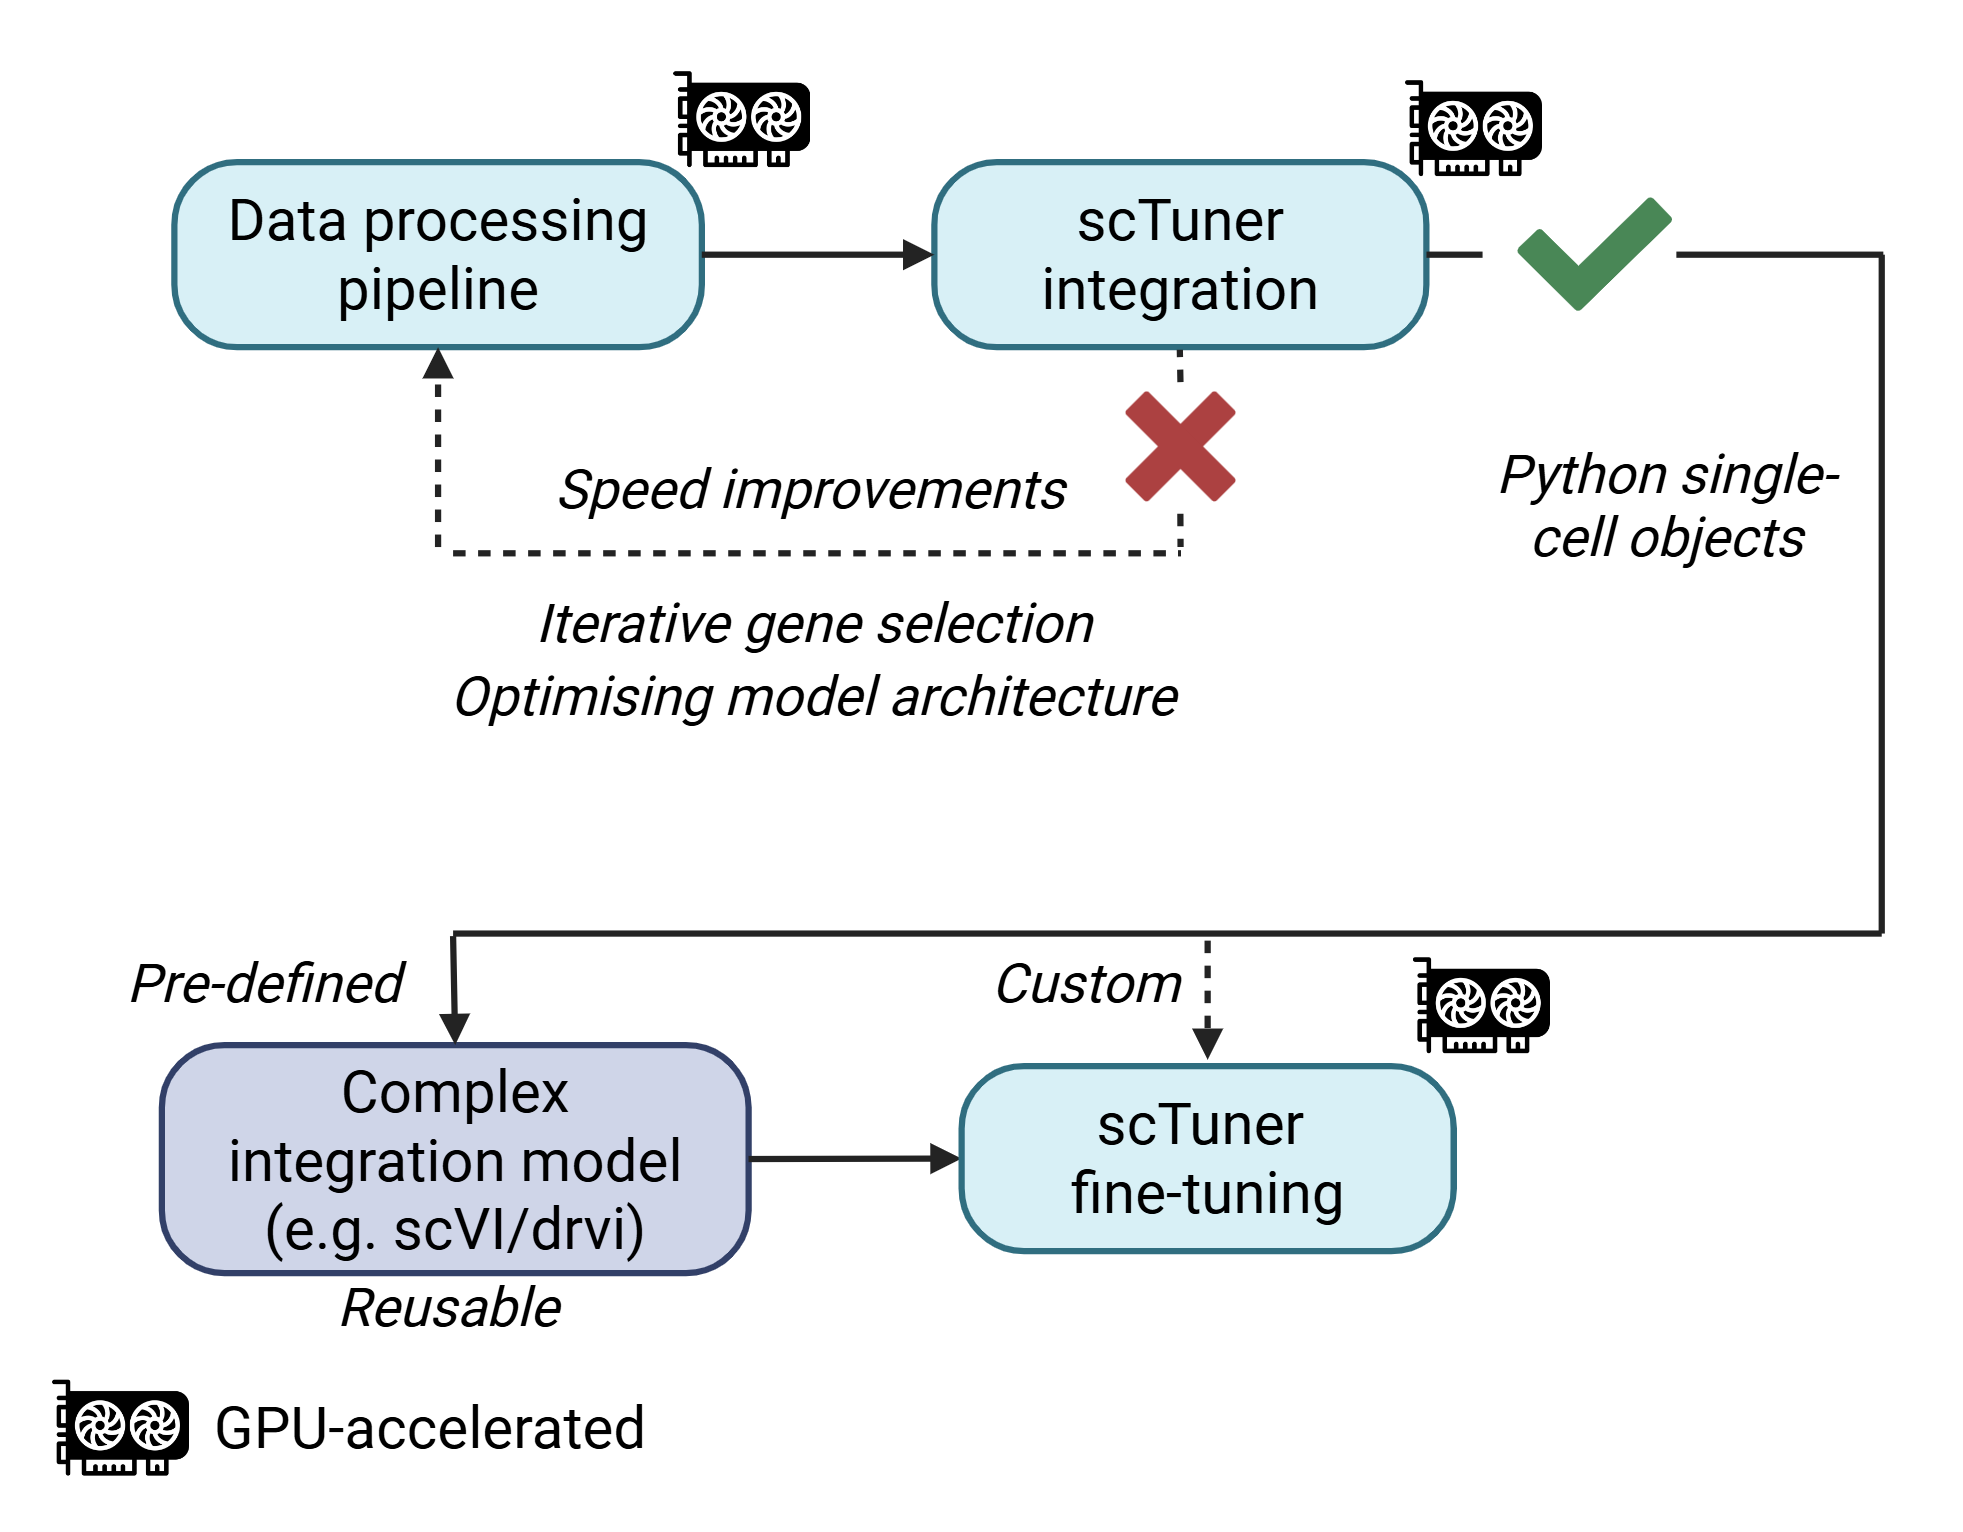 Data processing
pipeline
scTuner
integration
Speed improvements
Iterative gene selection
Optimising model architecture
Python single-
cell objects
Pre-defined
Custom
Complex
integration model
(e.g. scVI/drvi)
Reusable
scTuner
fine-tuning
GPU-accelerated